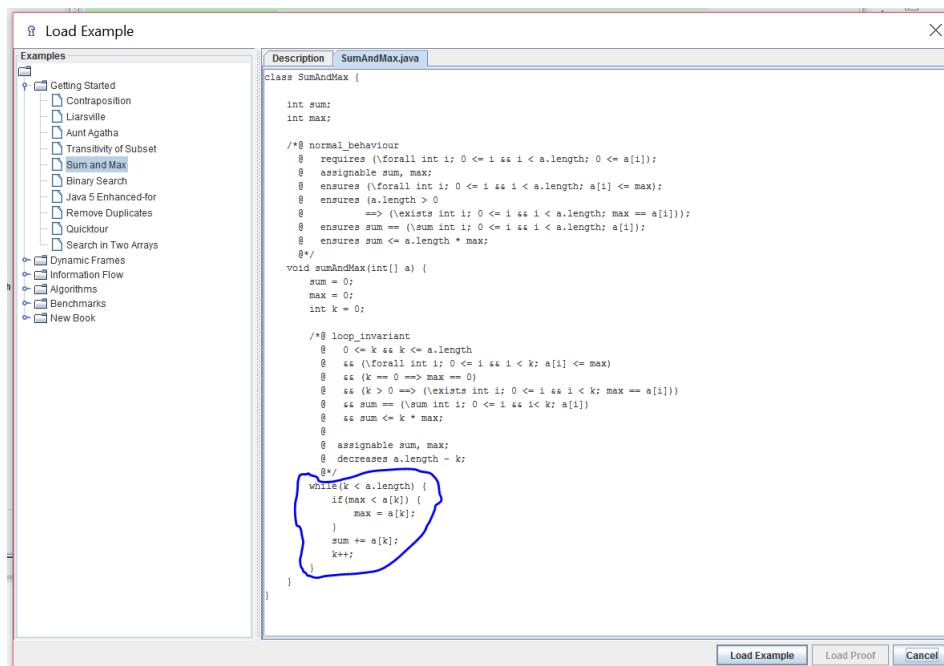 Load Example
Examples
Getting Started
Contraposition
Liarsville
Aunt Agatha
Transitivity of Subset
Sum and Max
Binary Search
Java 5 Enhanced-for
Remove Duplicates
Quicktour
Search in Two Arrays
Dynamic Frames
Information Flow
Algorithms
Benchmarks
New Book
Description SumAndMax.java
class SumAndMax {
int sum;
int max;
/*@ normal_behaviour
@ requires (\forall int i; 0 <= i && i < a.length; 0 <= a[i]);
@ assignable sum, max;
@ ensures (\forall int i; 0 <= i && i < a.length; a[i] <= max);
@ ensures (a.length > 0
@ ==> (\exists int i; 0 <= i && i < a.length; max == a[i]));
@ ensures sum == (\sum int i; 0 <= i && i < a.length; a[i]);
@ ensures sum <= a.length * max;
@*/
void sumAndMax(int[] a) {
sum = 0;
max = 0;
int k = 0;
/*@ loop_invariant
@ 0 <= k && k <= a.length
@ && (\forall int i; 0 <= i && i < k; a[i] <= max)
@ && (k == 0 ==> max == 0)
@ && (k > 0 ==> (\exists int i; 0 <= i && i < k; max == a[i]))
@ && sum == (\sum int i; 0 <= i && i< k; a[i])
@ && sum <= k * max;
@
@ assignable sum, max;
@ decreases a.length - k;
@*/
while(k < a.length) {
if(max < a[k]) {
max = a[k];
}
sum += a[k];
k++;
}
}
}
Load Example Load Proof Cancel